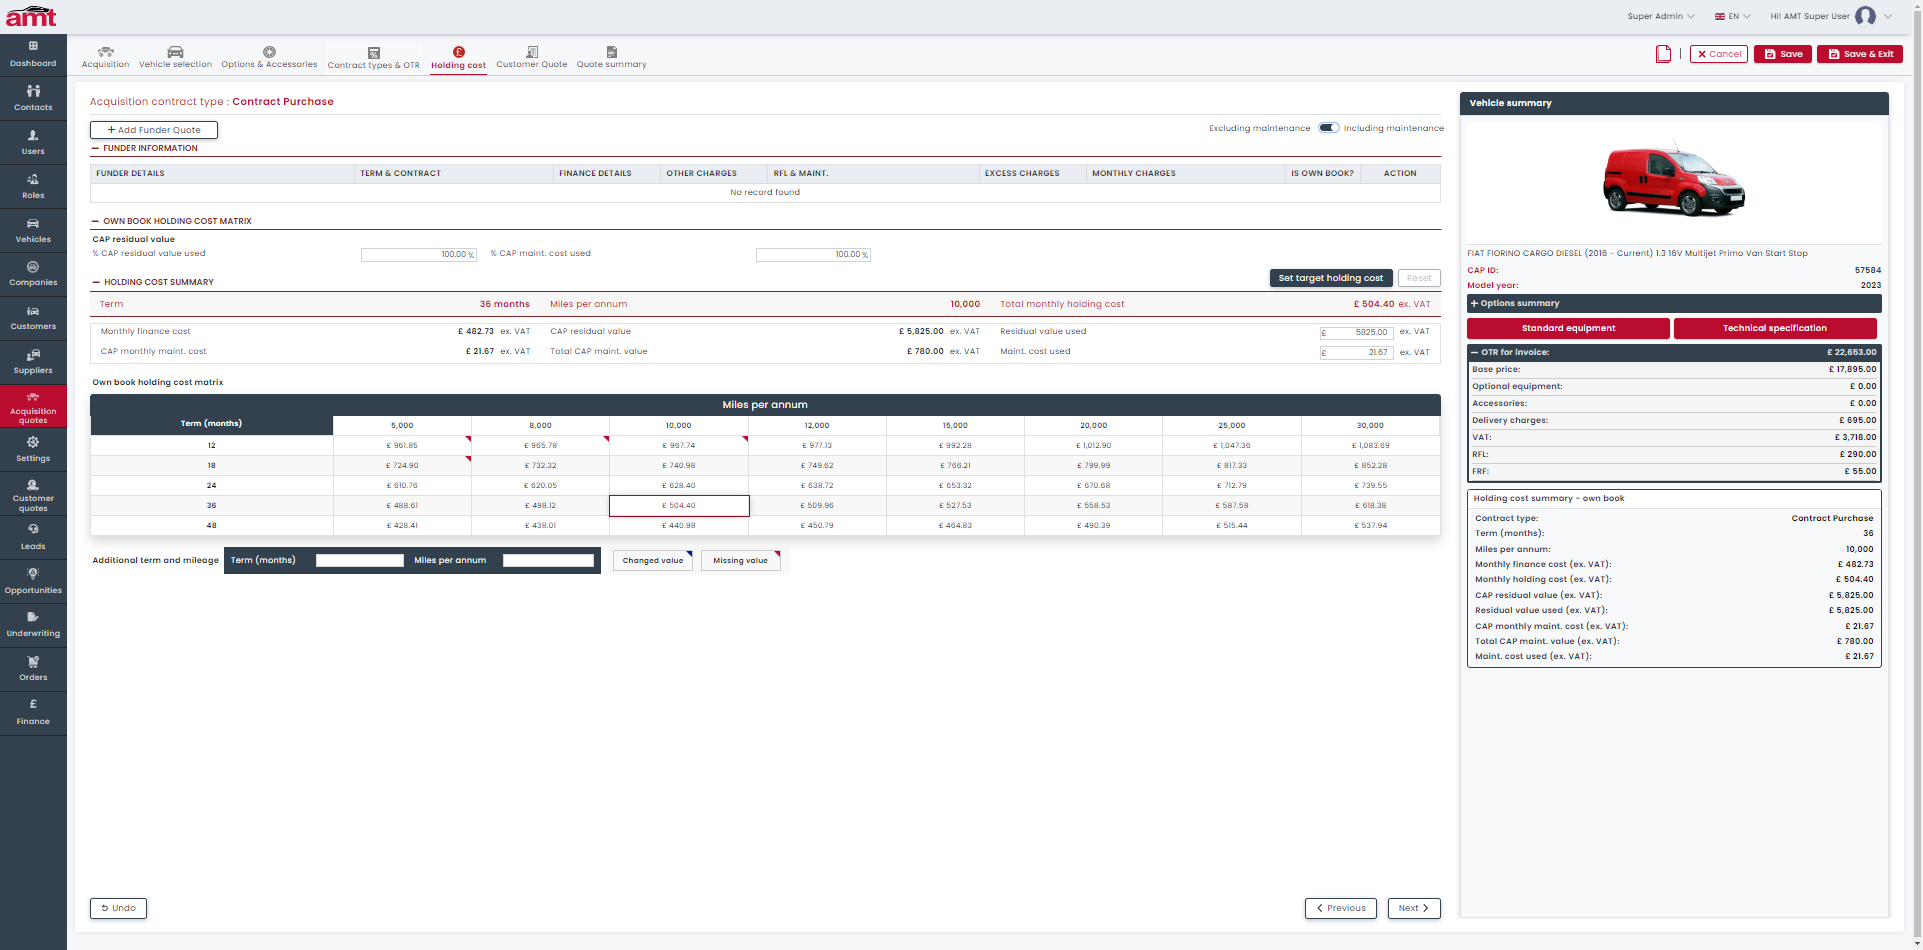 amt
Super Admin
EN
Hi! AMT Super User
Dashboard
Contacts
Users
Roles
Vehicles
Companies
Customers
Suppliers
Acquisition
quotes
Settings
Customer
quotes
Leads
Opportunities
Underwriting
Orders
£
Finance
Acquisition Vehicle selection Options & Accessories Contract types & OTR Holding cost Customer Quote Quote summary
Cancel Save Save & Exit
Acquisition contract type : Contract Purchase
+ Add Funder Quote
Excluding maintenance Including maintenance
— FUNDER INFORMATION
FUNDER DETAILS TERM & CONTRACT FINANCE DETAILS OTHER CHARGES RFL & MAINT. EXCESS CHARGES MONTHLY CHARGES IS OWN BOOK? ACTION
No record found
— OWN BOOK HOLDING COST MATRIX
CAP residual value
% CAP residual value used 100.00 % % CAP maint. cost used 100.00 %
— HOLDING COST SUMMARY
Set target holding cost Reset
Term 36 months Miles per annum 10,000 Total monthly holding cost £ 504.40 ex. VAT
Monthly finance cost £ 482.73 ex. VAT CAP residual value £ 5,825.00 ex. VAT Residual value used £ 5825.00 ex. VAT
CAP monthly maint. cost £ 21.67 ex. VAT Total CAP maint. value £ 780.00 ex. VAT Maint. cost used £ 21.67 ex. VAT
Own book holding cost matrix
Miles per annum
Term (months) 5,000 8,000 10,000 12,000 15,000 20,000 25,000 30,000
12 £ 961.85 £ 965.78 £ 967.74 £ 977.13 £ 992.28 £ 1,012.90 £ 1,047.36 £ 1,083.69
18 £ 724.90 £ 732.32 £ 740.98 £ 749.62 £ 766.21 £ 799.99 £ 817.33 £ 852.28
24 £ 610.76 £ 620.05 £ 628.40 £ 638.72 £ 653.32 £ 670.68 £ 712.79 £ 739.55
36 £ 488.61 £ 498.12 £ 504.40 £ 509.96 £ 527.53 £ 558.53 £ 587.58 £ 618.38
48 £ 428.41 £ 438.01 £ 440.98 £ 450.79 £ 464.83 £ 490.39 £ 515.44 £ 537.94
Additional term and mileage Term (months) Miles per annum Changed value Missing value
Undo
Previous Next
Vehicle summary
FIAT FIORINO CARGO DIESEL (2016 - Current) 1.3 16V Multijet Primo Van Start Stop
CAP ID: 57584
Model year: 2023
+ Options summary
Standard equipment Technical specification
— OTR for invoice: £ 22,653.00
Base price: £ 17,895.00
Optional equipment: £ 0.00
Accessories: £ 0.00
Delivery charges: £ 695.00
VAT: £ 3,718.00
RFL: £ 290.00
FRF: £ 55.00
Holding cost summary - own book
Contract type: Contract Purchase
Term (months): 36
Miles per annum: 10,000
Monthly finance cost (ex. VAT): £ 482.73
Monthly holding cost (ex. VAT): £ 504.40
CAP residual value (ex. VAT): £ 5,825.00
Residual value used (ex. VAT): £ 5,825.00
CAP monthly maint. cost (ex. VAT): £ 21.67
Total CAP maint. value (ex. VAT): £ 780.00
Maint. cost used (ex. VAT): £ 21.67